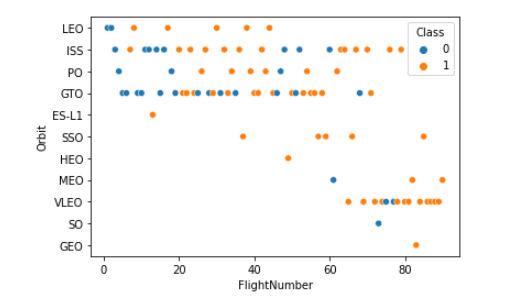 LEO
ISS
PO
GTO
ES-L1
SSO
HEO
MEO
VLEO
SO
GEO
Orbit
Class
0
1
0 20 40 60 80
FlightNumber